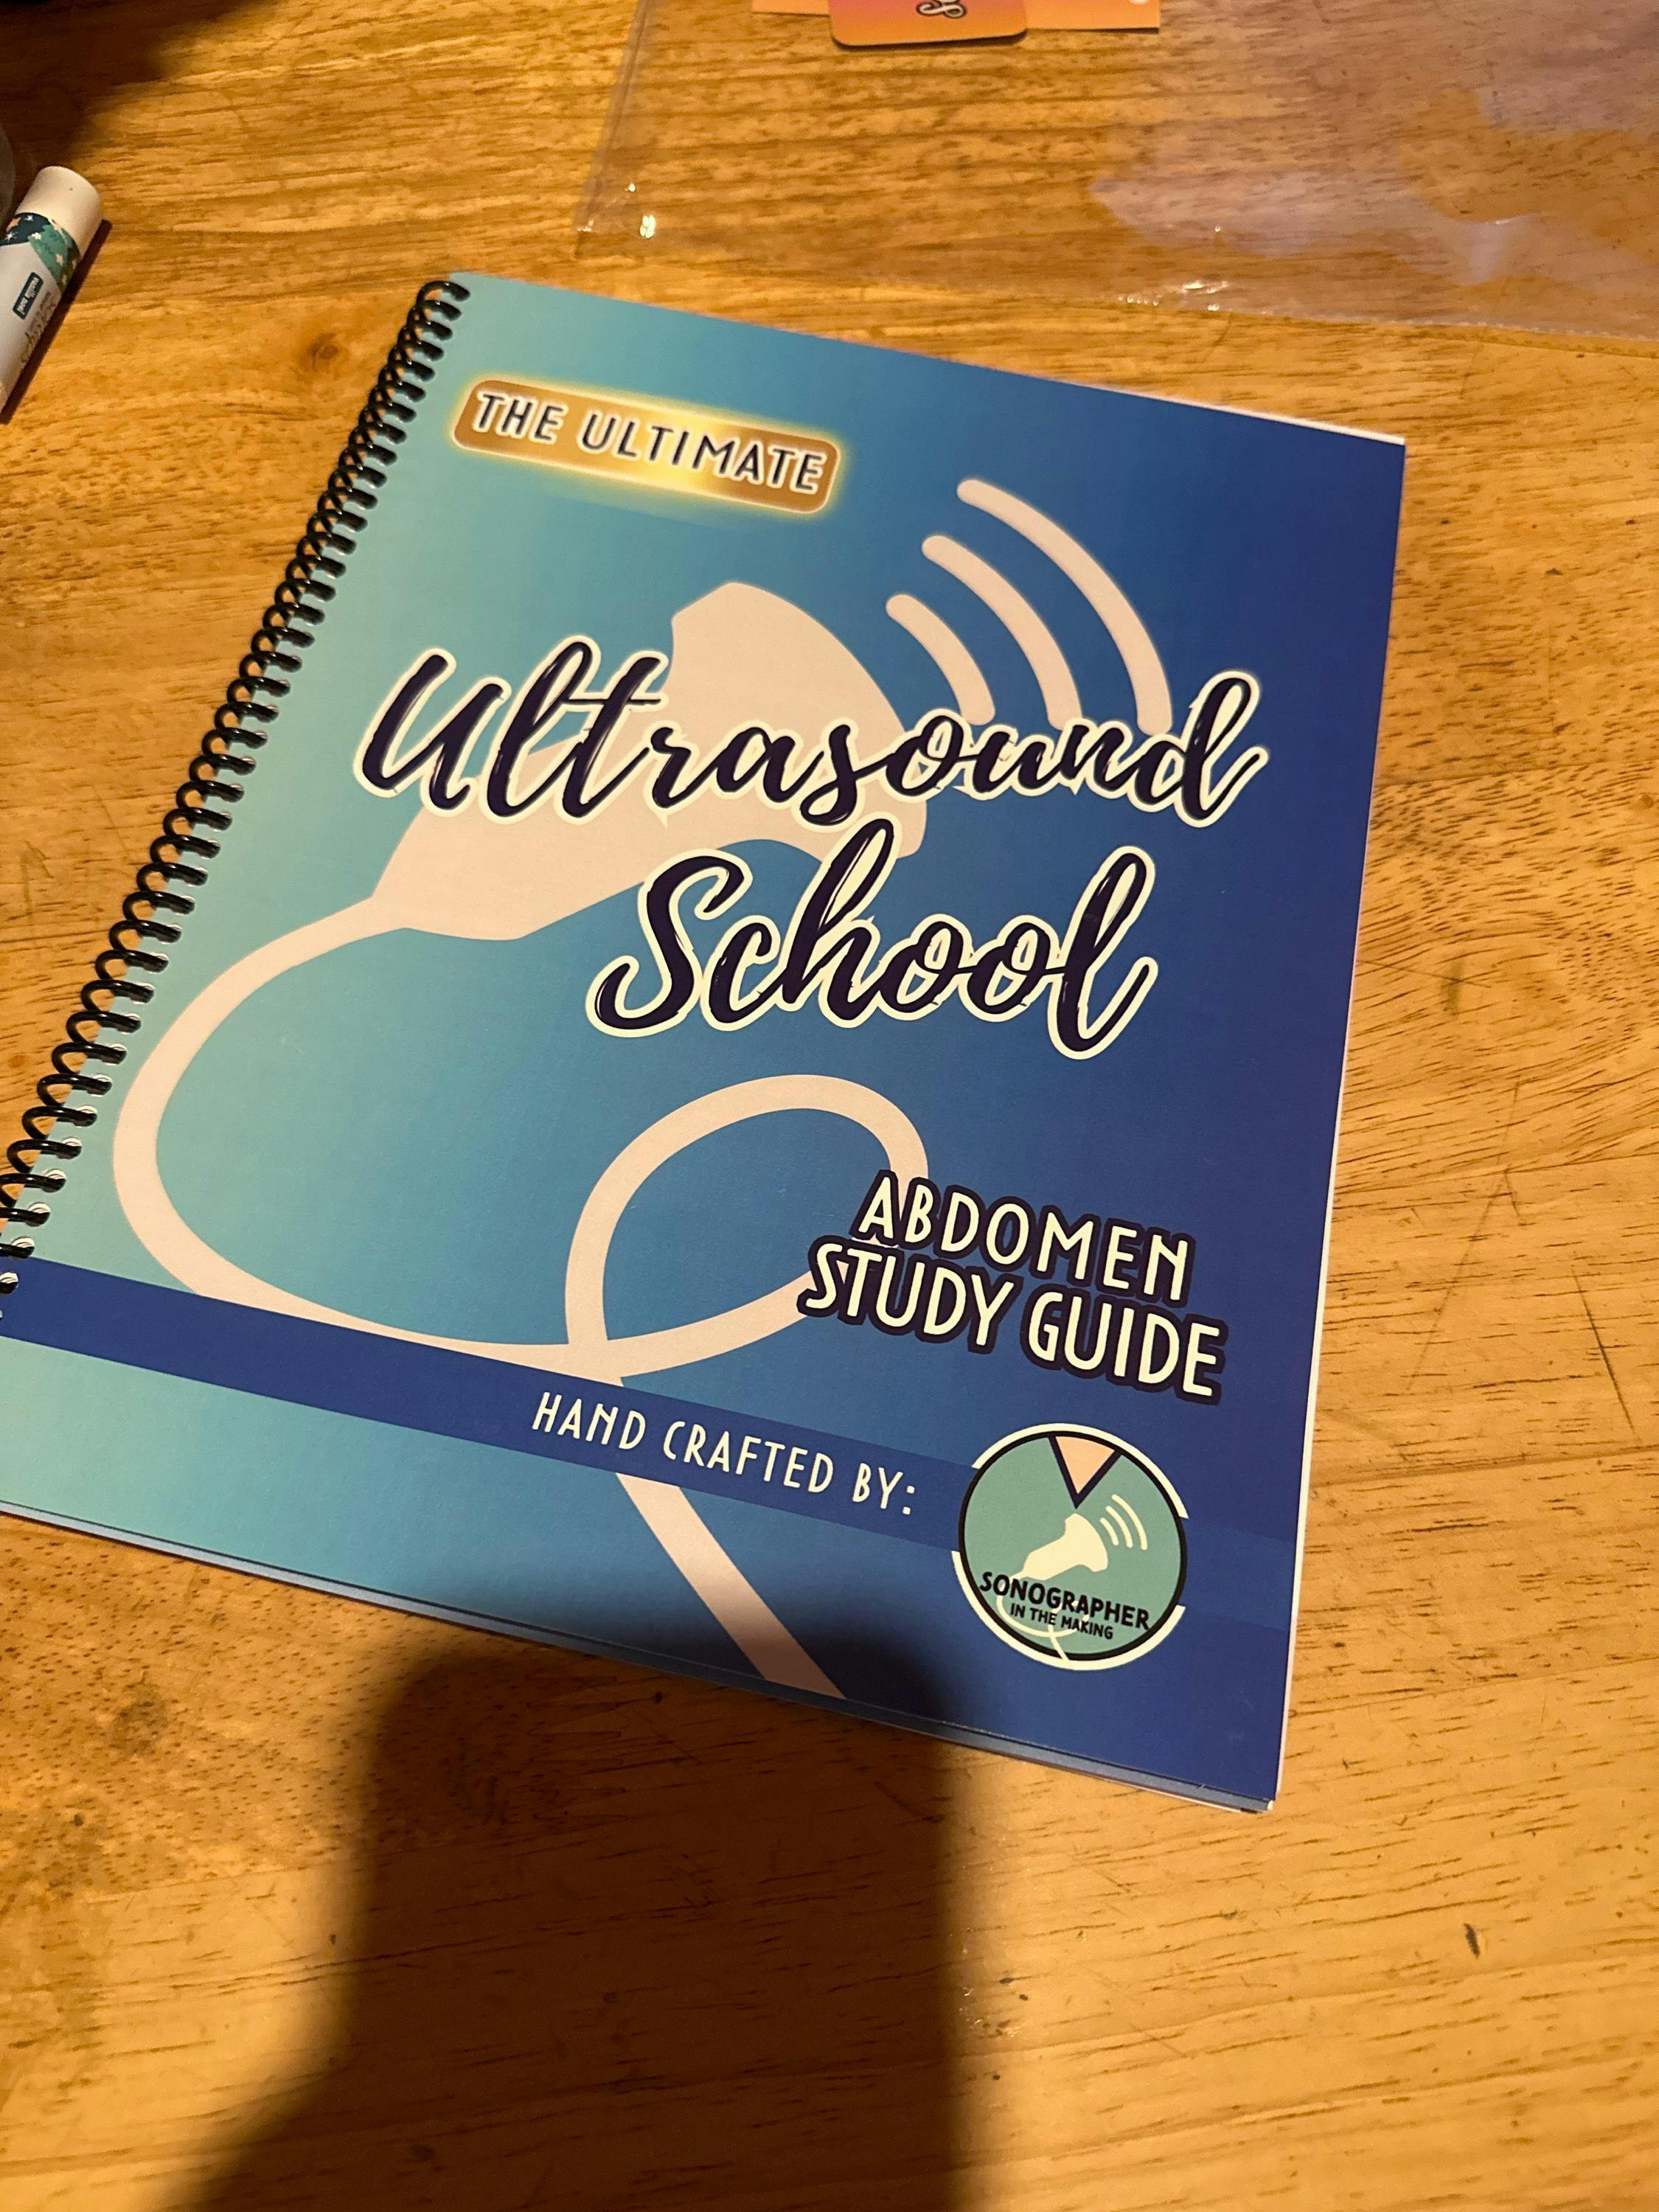 THE ULTIMATE
Ultrasound
School
ABDOMEN
STUDY GUIDE
HAND CRAFTED BY:
SONOGRAPHER
IN THE MAKING